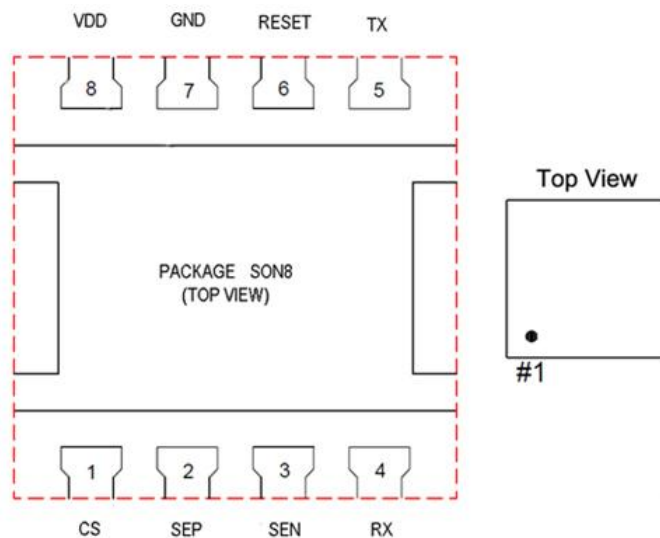 VDD GND RESET TX
8 7 6 5
Top View
PACKAGE SON8
(TOP VIEW)
#1
1 2 3 4
CS SEP SEN RX